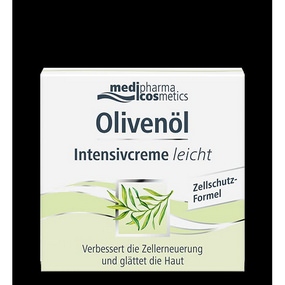 medipharma
cosmetics
Olivenöl
Intensivcreme leicht
Zellschutz-
Formel
Verbessert die Zellerneuerung
und glättet die Haut